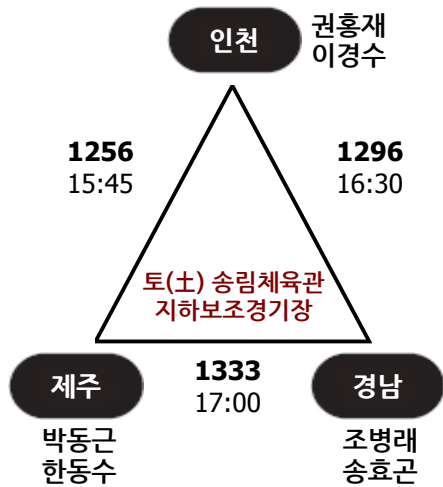 인천
권홍재
이경수
1256
15:45
1296
16:30
토(土) 송림체육관
지하보조경기장
제주
1333
17:00
경남
박동근
한동수
조병래
송효곤